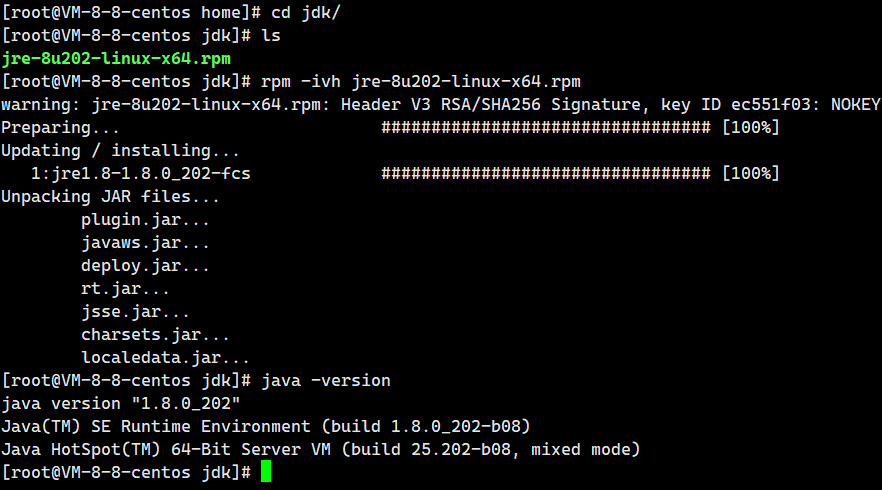 [root@VM-8-8-centos home]# cd jdk/
[root@VM-8-8-centos jdk]# ls
jre-8u202-linux-x64.rpm
[root@VM-8-8-centos jdk]# rpm -ivh jre-8u202-linux-x64.rpm
warning: jre-8u202-linux-x64.rpm: Header V3 RSA/SHA256 Signature, key ID ec551f03: NOKEY
Preparing...                          ################################# [100%]
Updating / installing...
   1:jre1.8-1.8.0_202-fcs             ################################# [100%]
Unpacking JAR files...
        plugin.jar...
        javaws.jar...
        deploy.jar...
        rt.jar...
        jsse.jar...
        charsets.jar...
        localedata.jar...
[root@VM-8-8-centos jdk]# java -version
java version "1.8.0_202"
Java(TM) SE Runtime Environment (build 1.8.0_202-b08)
Java HotSpot(TM) 64-Bit Server VM (build 25.202-b08, mixed mode)
[root@VM-8-8-centos jdk]#